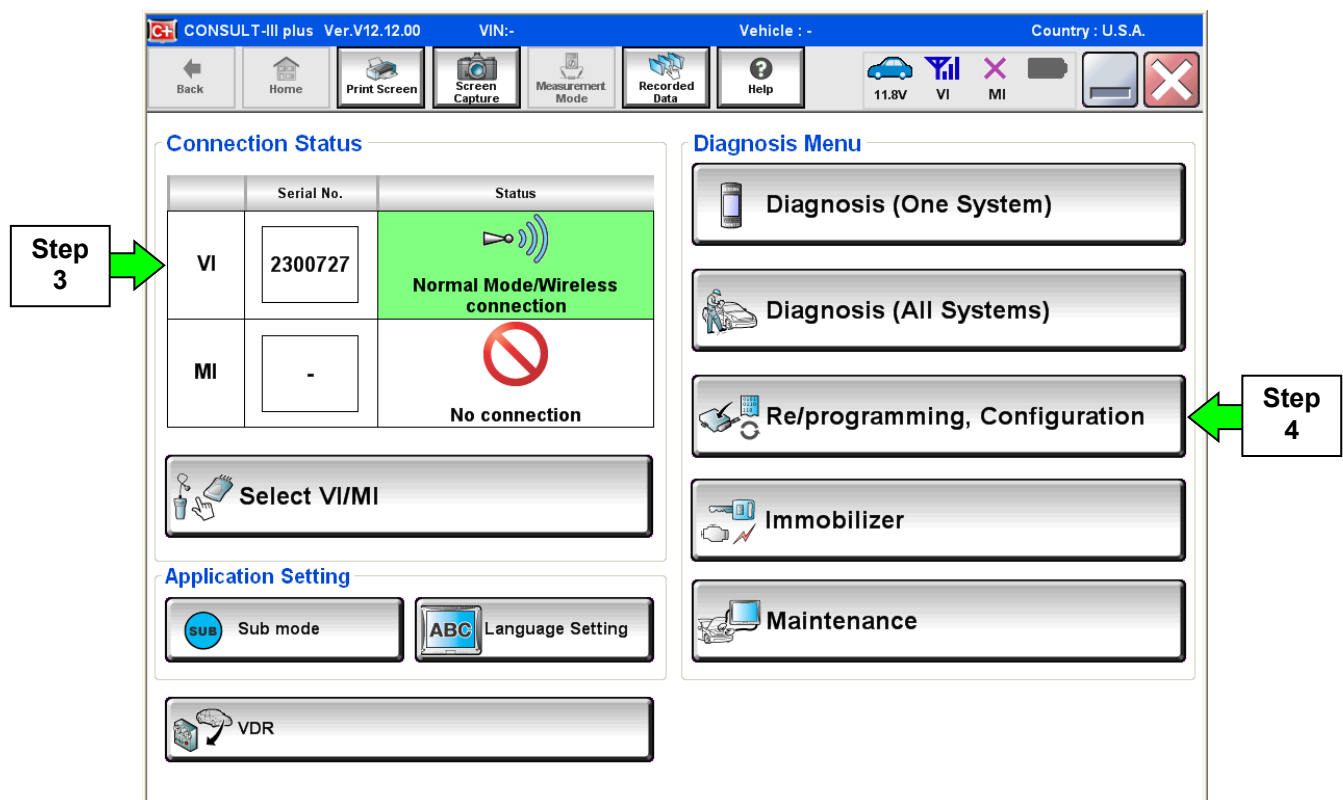 CONSULT-III plus Ver.V12.12.00 VIN:- Vehicle : - Country : U.S.A.
Back
Home
Print Screen
Screen
Capture
Measurement
Mode
Recorded
Data
Help
11.8V
VI
MI
Connection Status
Serial No.
Status
Step
3
VI
2300727
Normal Mode/Wireless
connection
MI
-
No connection
Select VI/MI
Application Setting
SUB
Sub mode
ABC
Language Setting
VDR
Diagnosis Menu
Diagnosis (One System)
Diagnosis (All Systems)
Re/programming, Configuration
Step
4
Immobilizer
Maintenance